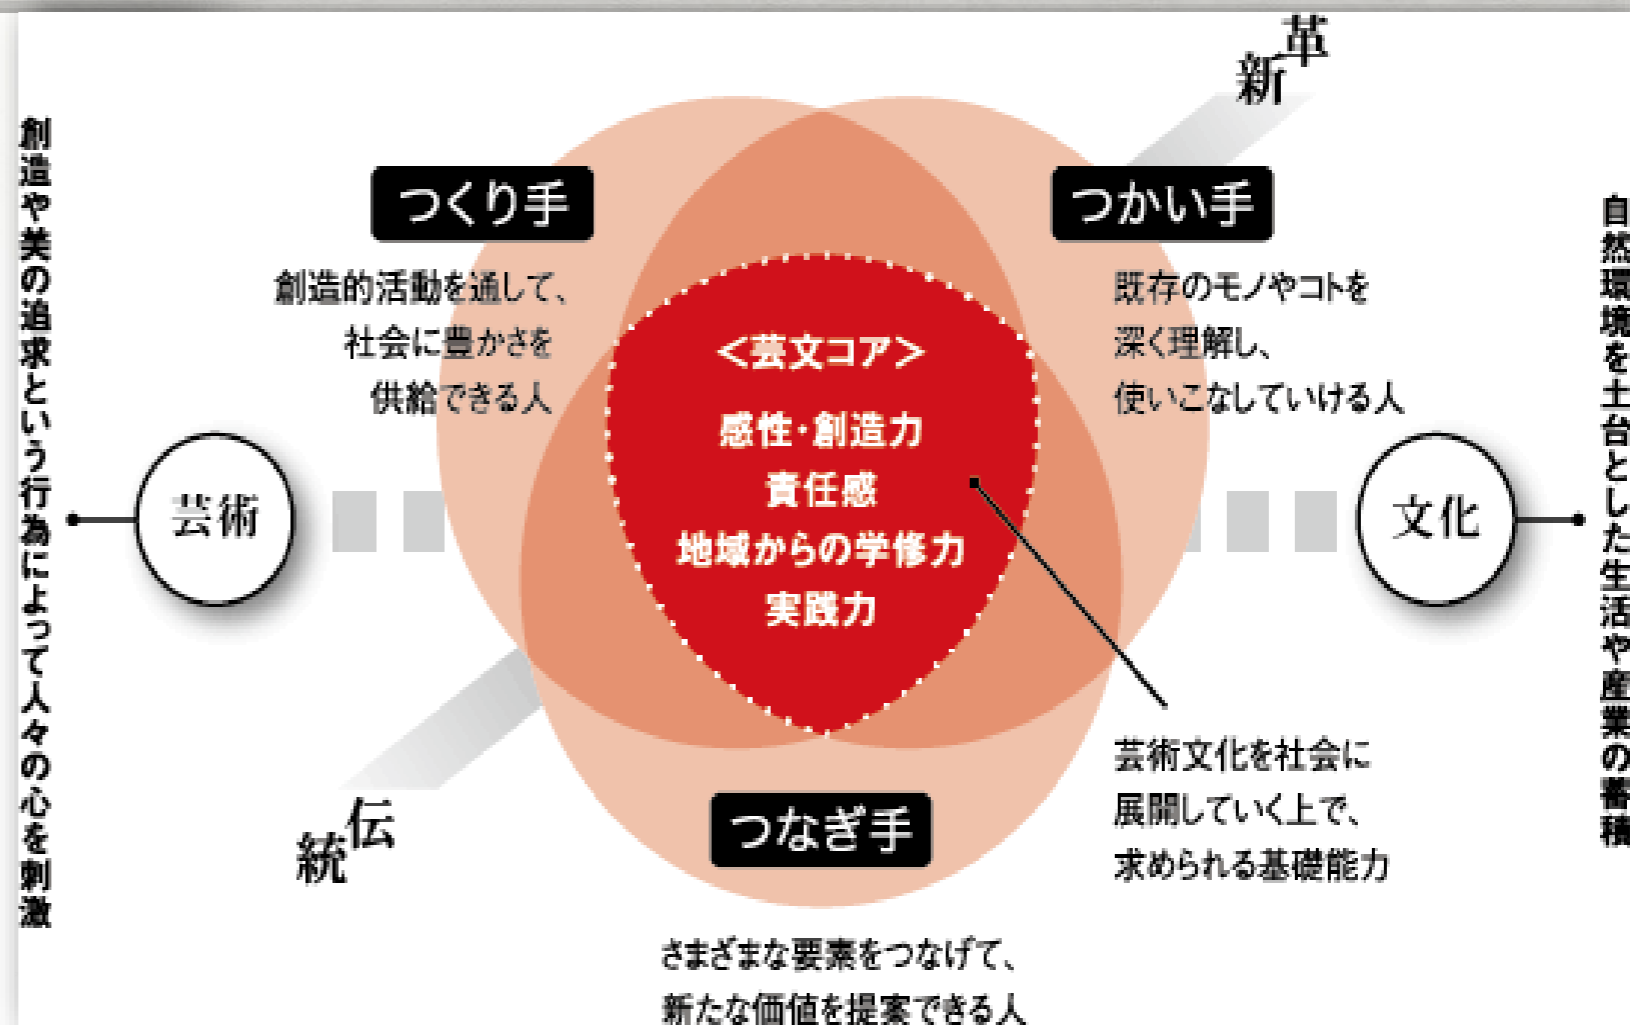 革新
創造や美の追求という行為によって人々の心を刺激
つくり手
創造的活動を通して、
社会に豊かさを
供給できる人
つかい手
既存のモノやコトを
深く理解し、
使いこなしていける人
自然環境を土台とした生活や産業の蓄積
<芸文コア>
感性・創造力
責任感
地域からの学修力
実践力
芸術
文化
芸術文化を社会に
展開していく上で、
求められる基礎能力
伝統
つなぎ手
さまざまな要素をつなげて、
新たな価値を提案できる人